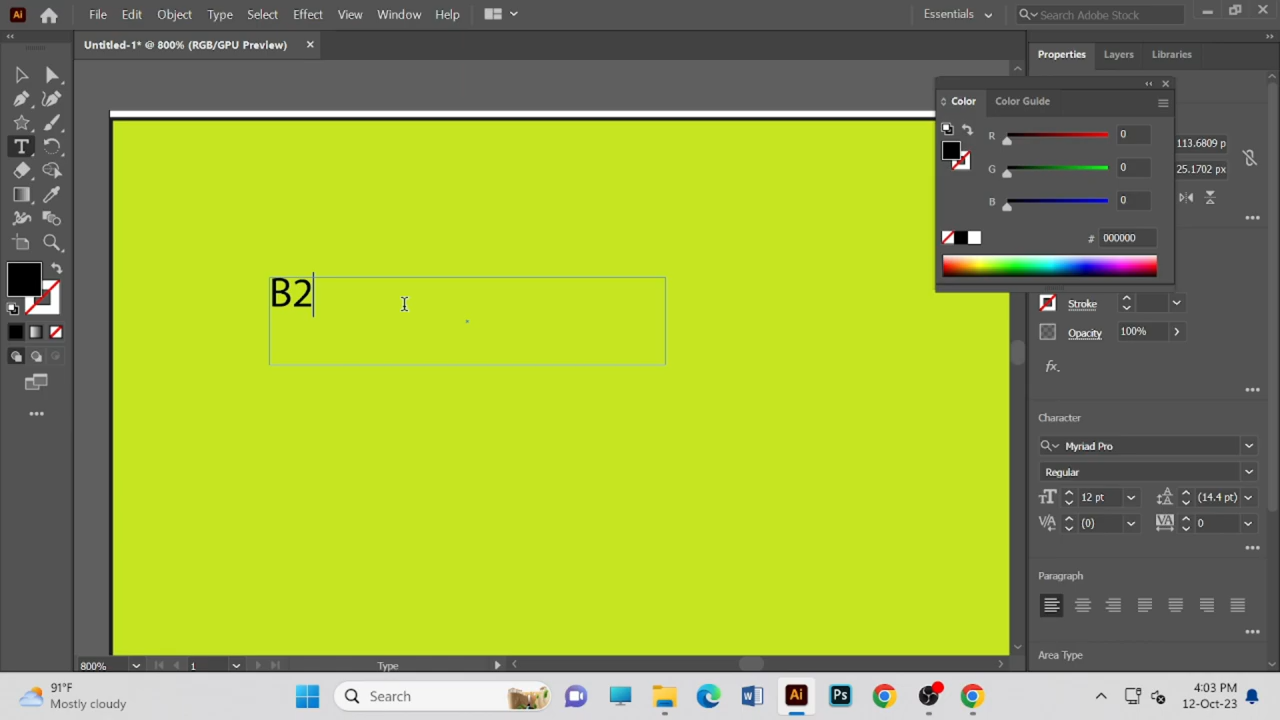 Ai File Edit Object Type Select Effect View Window Help Essentials Search Adobe Stock
Untitled-1* @ 800% (RGB/GPU Preview)
Properties Layers Libraries
Color Color Guide
R 0
113.6809 p
G 0
25.1702 px
B 0
# 000000
B2
Stroke
Opacity 100%
fx.
Character
Myriad Pro
Regular
12 pt (14.4 pt)
(0) 0
Paragraph
Area Type
800% 1 Type
91°F
Mostly cloudy
Search
Ai
Ps
4:03 PM
12-Oct-23